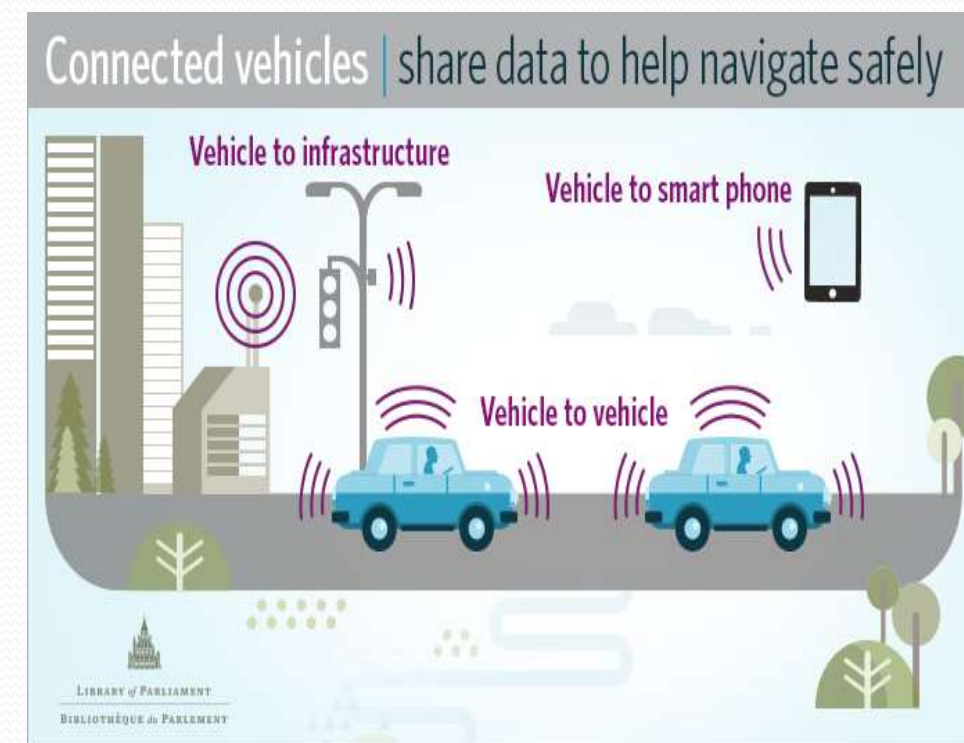 Connected vehicles | share data to help navigate safely
Vehicle to infrastructure
Vehicle to smart phone
Vehicle to vehicle
LIBRARY of PARLIAMENT
BIBLIOTHÈQUE du PARLEMENT